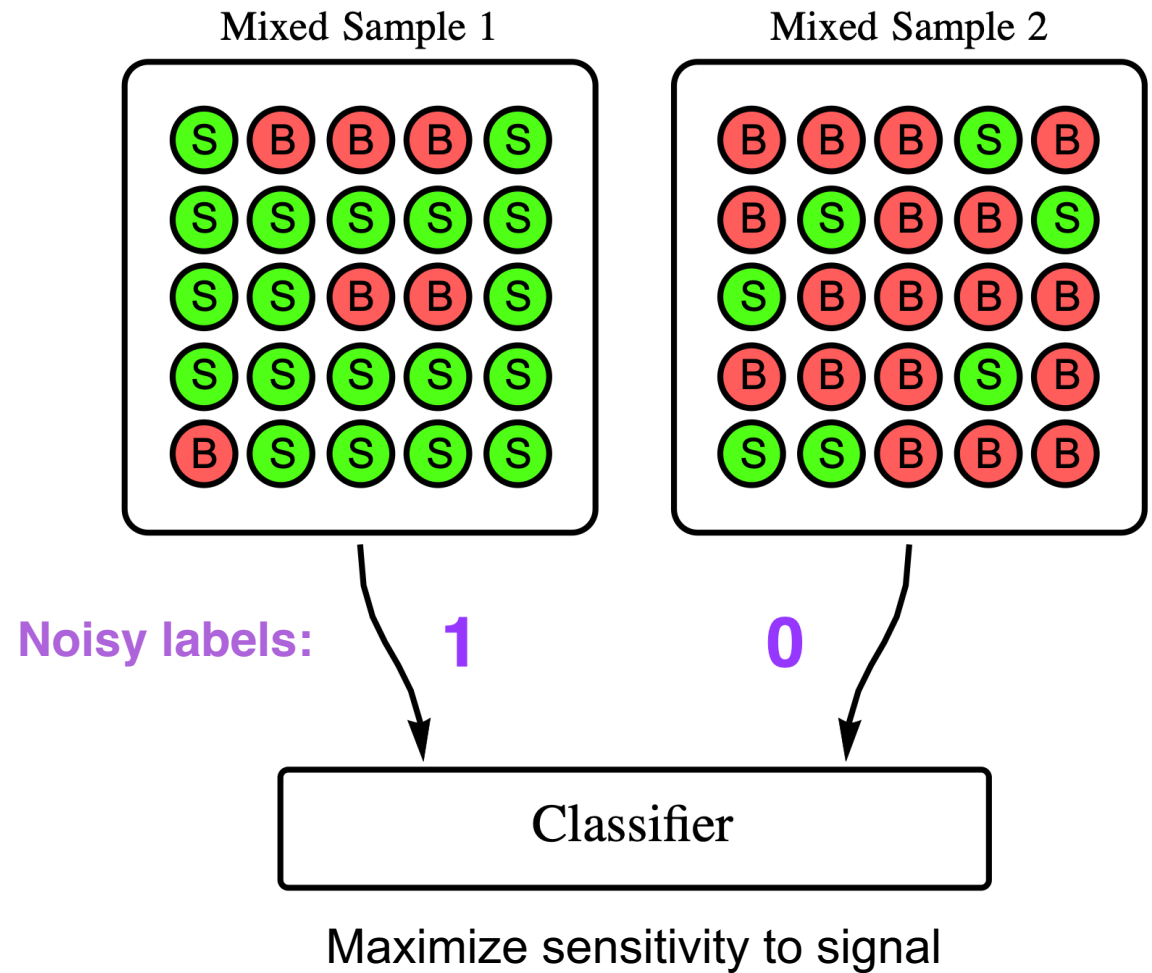 Mixed Sample 1
Mixed Sample 2
S B B B S
S S S S S
S S B B S
S S S S S
B S S S S
B B B S B
B S B B S
S B B B B
B B B S B
S S B B B
Noisy labels: 1 0
Classifier
Maximize sensitivity to signal